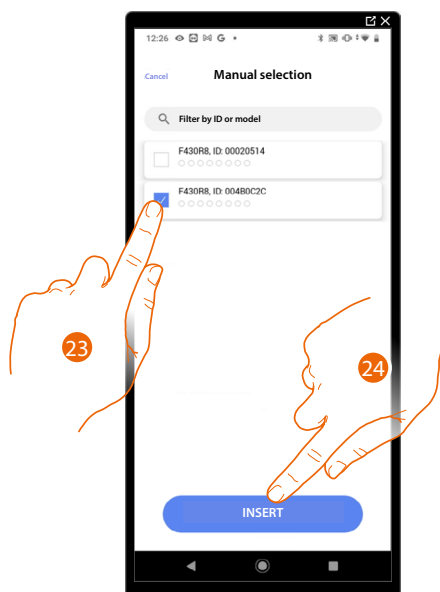 12:26 G
Cancel
Manual selection
Filter by ID or model
F430R8, ID: 00020514
F430R8, ID: 004B0C2C
23
24
INSERT